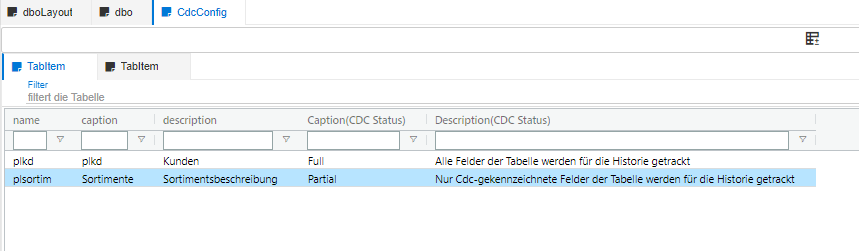 dboLayout dbo CdcConfig
TabItem TabItem
Filter
filtert die Tabelle
name caption description Caption(CDC Status) Description(CDC Status)
plkd plkd Kunden Full Alle Felder der Tabelle werden für die Historie getrackt
plsortim Sortimente Sortimentsbeschreibung Partial Nur Cdc-gekennzeichnete Felder der Tabelle werden für die Historie getrackt